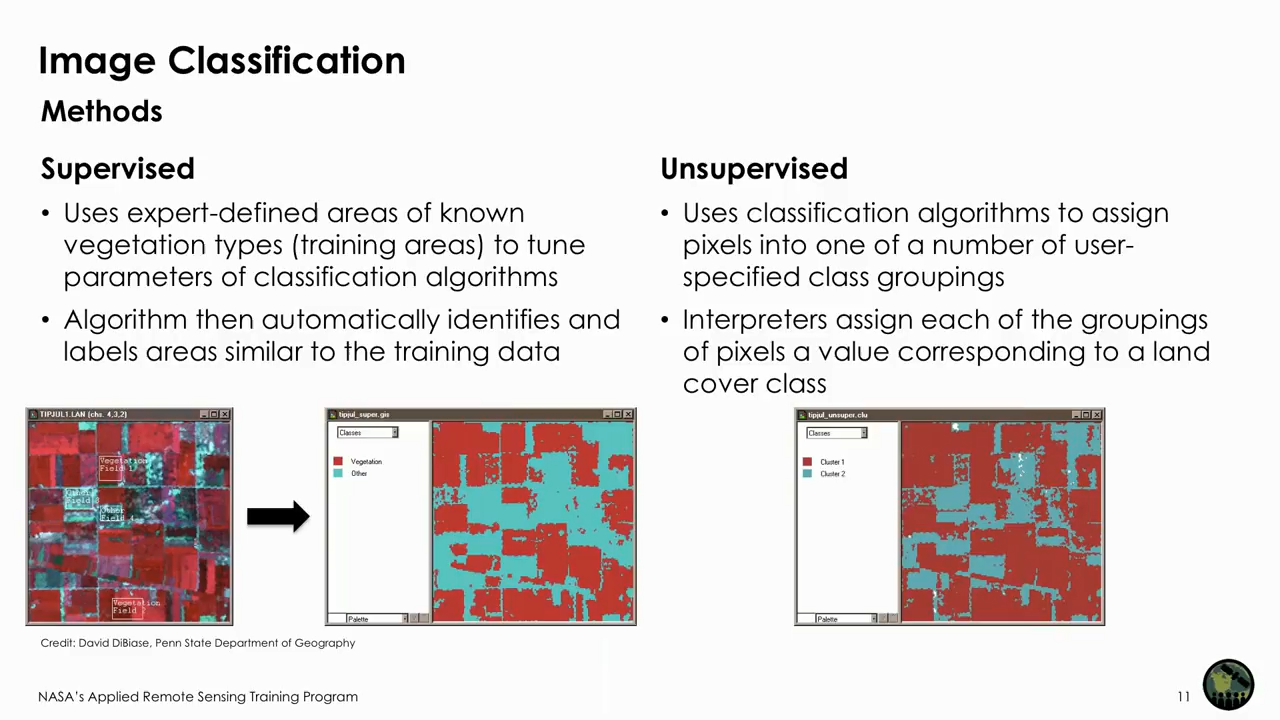 Image Classification
Methods
Supervised
• Uses expert-defined areas of known
vegetation types (training areas) to tune
parameters of classification algorithms
• Algorithm then automatically identifies and
labels areas similar to the training data
Unsupervised
• Uses classification algorithms to assign
pixels into one of a number of user-
specified class groupings
• Interpreters assign each of the groupings
of pixels a value corresponding to a land
cover class
TIPJUL1.LAN (chs. 4,3,2)
Vegetation
Field 1
Other
Field 4
Vegetation
Field 2
tipjul_super.gis
Classes
Vegetation
Other
Palette
tipjul_unsuper.clu
Classes
Cluster 1
Cluster 2
Palette
Credit: David DiBiase, Penn State Department of Geography
NASA's Applied Remote Sensing Training Program
11